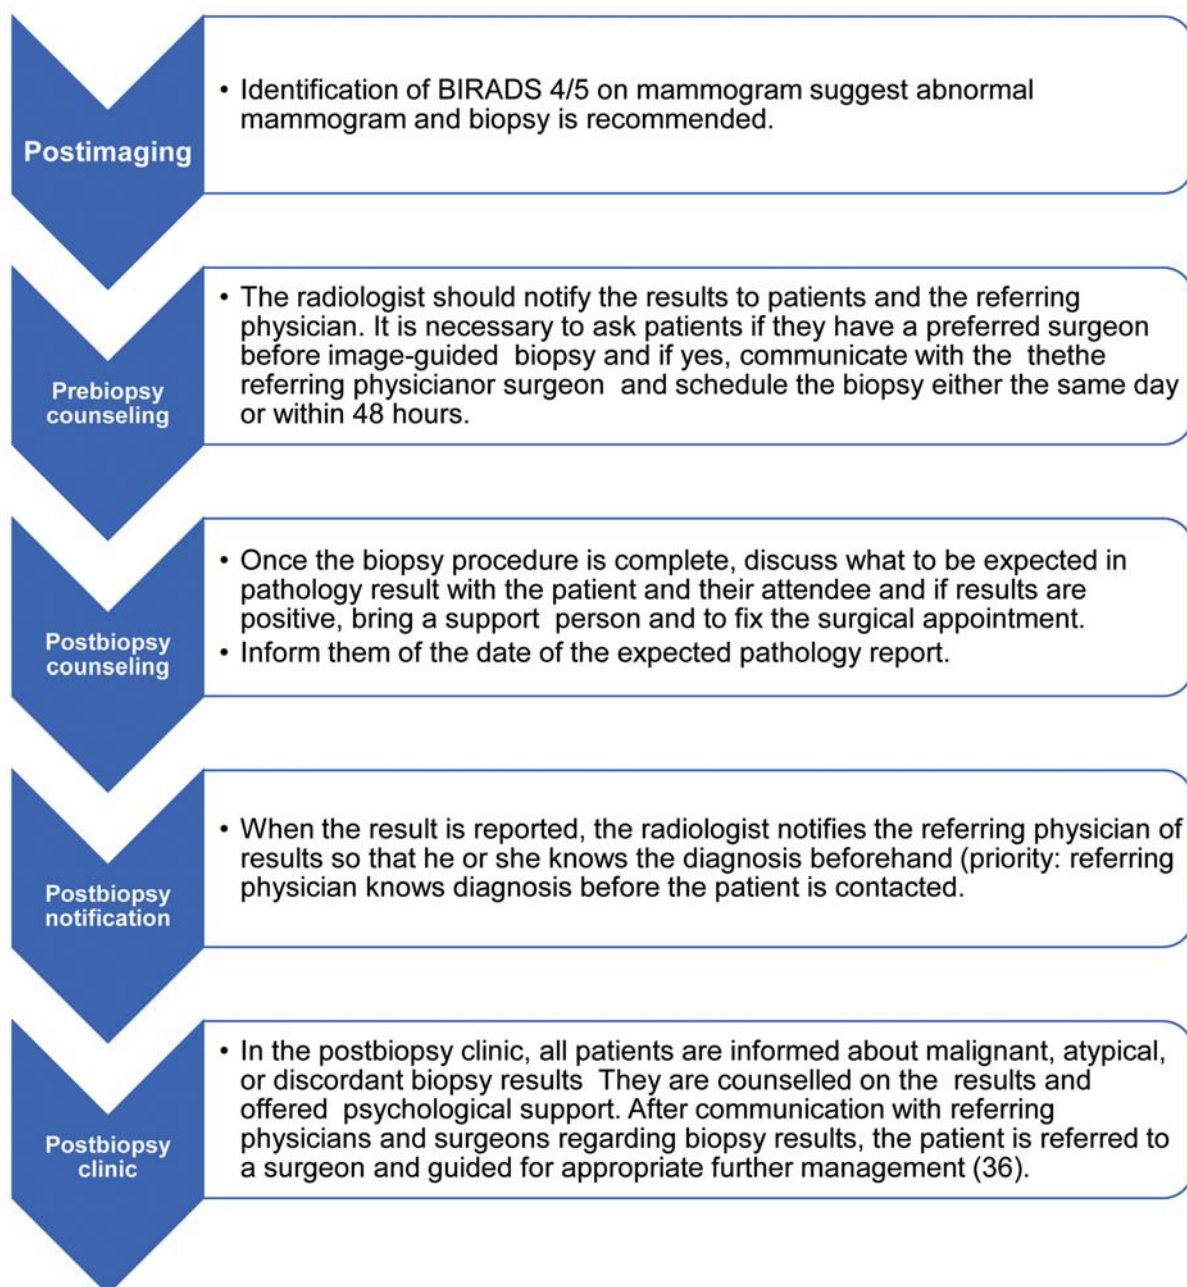 Postimaging
• Identification of BIRADS 4/5 on mammogram suggest abnormal
mammogram and biopsy is recommended.
Prebiopsy
counseling
• The radiologist should notify the results to patients and the referring
physician. It is necessary to ask patients if they have a preferred surgeon
before image-guided biopsy and if yes, communicate with the thethe
referring physicianor surgeon and schedule the biopsy either the same day
or within 48 hours.
Postbiopsy
counseling
• Once the biopsy procedure is complete, discuss what to be expected in
pathology result with the patient and their attendee and if results are
positive, bring a support person and to fix the surgical appointment.
• Inform them of the date of the expected pathology report.
Postbiopsy
notification
• When the result is reported, the radiologist notifies the referring physician of
results so that he or she knows the diagnosis beforehand (priority: referring
physician knows diagnosis before the patient is contacted.
Postbiopsy
clinic
• In the postbiopsy clinic, all patients are informed about malignant, atypical,
or discordant biopsy results They are counselled on the results and
offered psychological support. After communication with referring
physicians and surgeons regarding biopsy results, the patient is referred to
a surgeon and guided for appropriate further management (36).